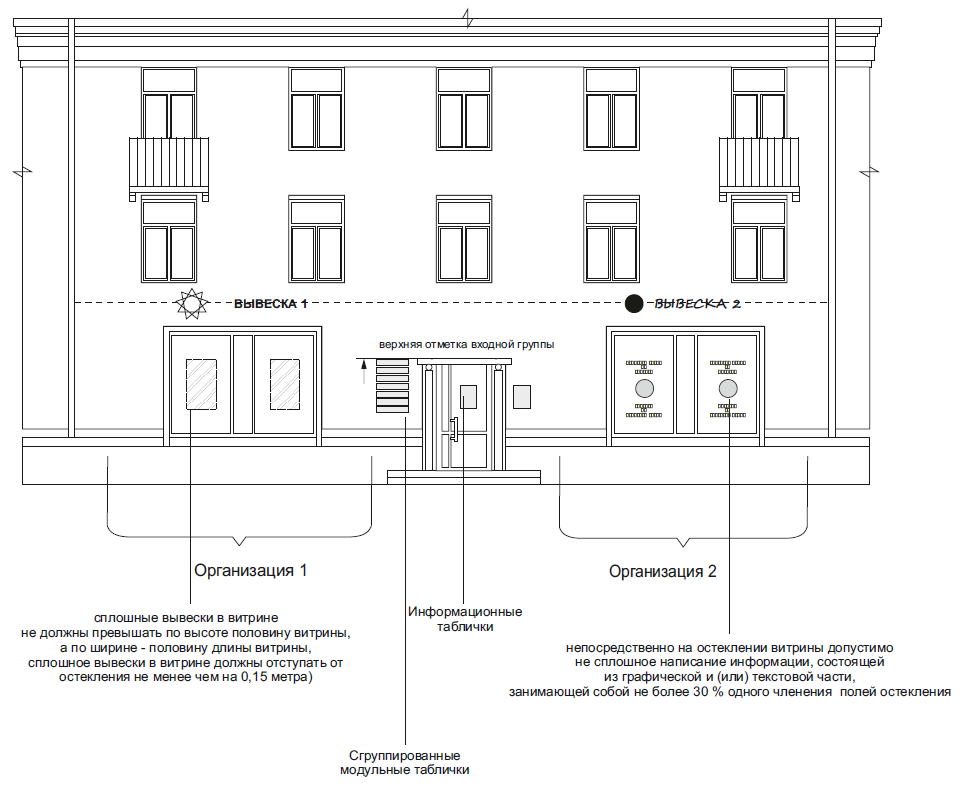 ВЫВЕСКА 1
ВЫВЕСКА 2
верхняя отметка входной группы
Организация 1
Организация 2
сплошные вывески в витрине
не должны превышать по высоте половину витрины,
а по ширине - половину длины витрины,
сплошное вывески в витрине должны отступать от
остекления не менее чем на 0,15 метра)
Информационные
таблички
непосредственно на остеклении витрины допустимо
не сплошное написание информации, состоящей
из графической и (или) текстовой части,
занимающей собой не более 30 % одного членения полей остекления
Сгруппированные
модульные таблички